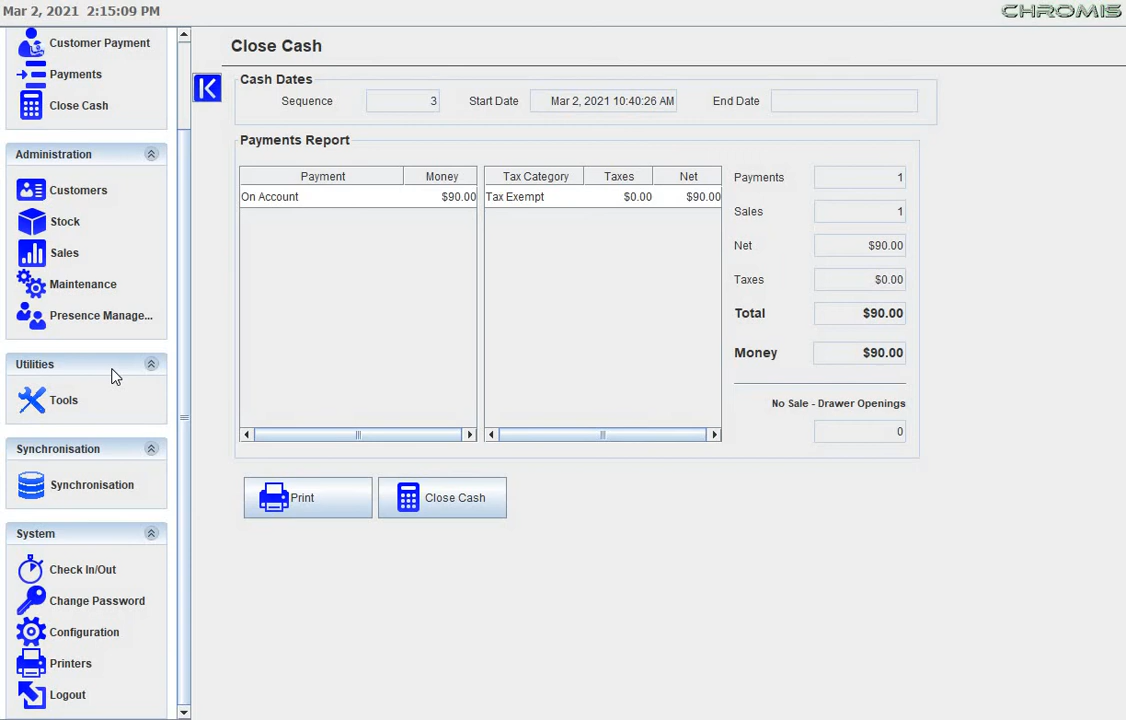 Mar 2, 2021 2:15:09 PM
CHROMIS
Customer Payment
Payments
Close Cash
Administration
Customers
Stock
Sales
Maintenance
Presence Manage...
Utilities
Tools
Synchronisation
Synchronisation
System
Check In/Out
Change Password
Configuration
Printers
Logout
K
Close Cash
Cash Dates
Sequence 3 Start Date Mar 2, 2021 10:40:26 AM End Date
Payments Report
Payment Money Tax Category Taxes Net
On Account $90.00 Tax Exempt $0.00 $90.00
Payments 1
Sales 1
Net $90.00
Taxes $0.00
Total $90.00
Money $90.00
No Sale - Drawer Openings
0
Print Close Cash